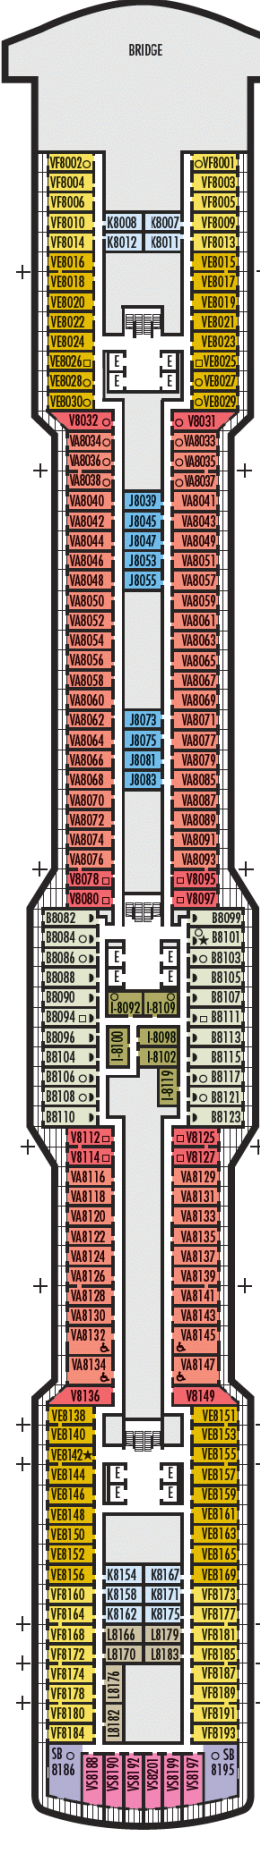 BRIDGE
VF8002 VF8001
VF8004 VF8003
VF8006 VF8005
VF8010 K8008 K8007 VF8009
VF8014 K8012 K8011 VF8013
VE8016 VE8015
VE8018 VE8017
VE8020 VE8019
VE8022 VE8021
VE8024 VE8023
VE8026 E E VE8025
VE8028 E E VE8027
VE8030 VE8029
V8032 V8031
VA8034 VA8033
VA8036 VA8035
VA8038 VA8037
VA8040 J8039 VA8041
VA8042 J8045 VA8043
VA8044 J8047 VA8049
VA8046 J8053 VA8051
VA8048 J8055 VA8057
VA8050 VA8059
VA8052 VA8061
VA8054 VA8063
VA8056 VA8065
VA8058 VA8067
VA8060 VA8069
VA8062 J8073 VA8071
VA8064 J8075 VA8077
VA8066 J8081 VA8079
VA8068 J8083 VA8085
VA8070 VA8087
VA8072 VA8089
VA8074 VA8091
VA8076 VA8093
V8078 V8095
V8080 V8097
B8082 B8099
B8084 B8101
B8086 E E B8103
B8088 E E B8105
B8090 I-8092 I-8109 B8107
B8094 B8111
B8096 I-8100 I-8098 B8113
B8104 I-8102 B8115
B8106 I-8119 B8117
B8108 B8121
B8110 B8123
V8112 V8125
V8114 V8127
VA8116 VA8129
VA8118 VA8131
VA8120 VA8133
VA8122 VA8135
VA8124 VA8137
VA8126 VA8139
VA8128 VA8141
VA8130 VA8143
VA8132 VA8145
VA8134 VA8147
V8136 V8149
VE8138 VE8151
VE8140 VE8153
VE8142 VE8155
VE8144 E E VE8157
VE8146 E E VE8159
VE8148 VE8161
VE8150 VE8163
VE8152 VE8165
VE8156 K8154 K8167 VE8169
VF8160 K8158 K8171 VF8173
VF8164 K8162 K8175 VF8177
VF8168 L8166 L8179 VF8181
VF8172 L8170 L8183 VF8185
VF8174 L8176 VF8187
VF8178 VF8189
VF8180 L8182 VF8191
VF8184 VF8193
SB 8186 VS8188 VS8190 VS8192 VS8201 VS8199 VS8197 SB 8195